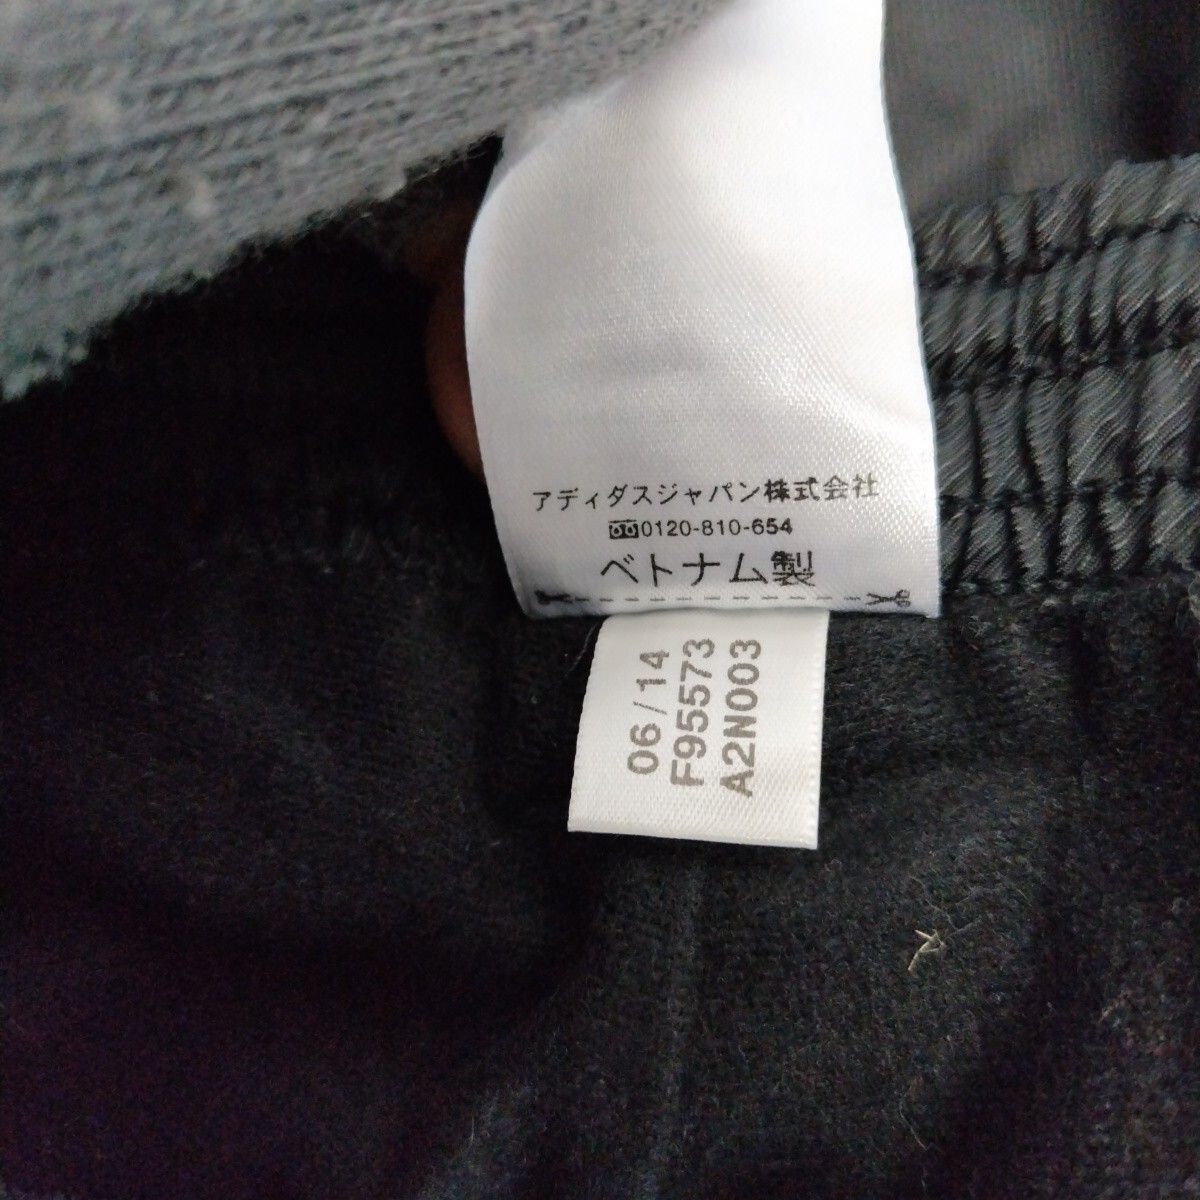 アディダスジャパン株式会社
0120-810-654
ベトナム製
06/14
F95573
A2N003